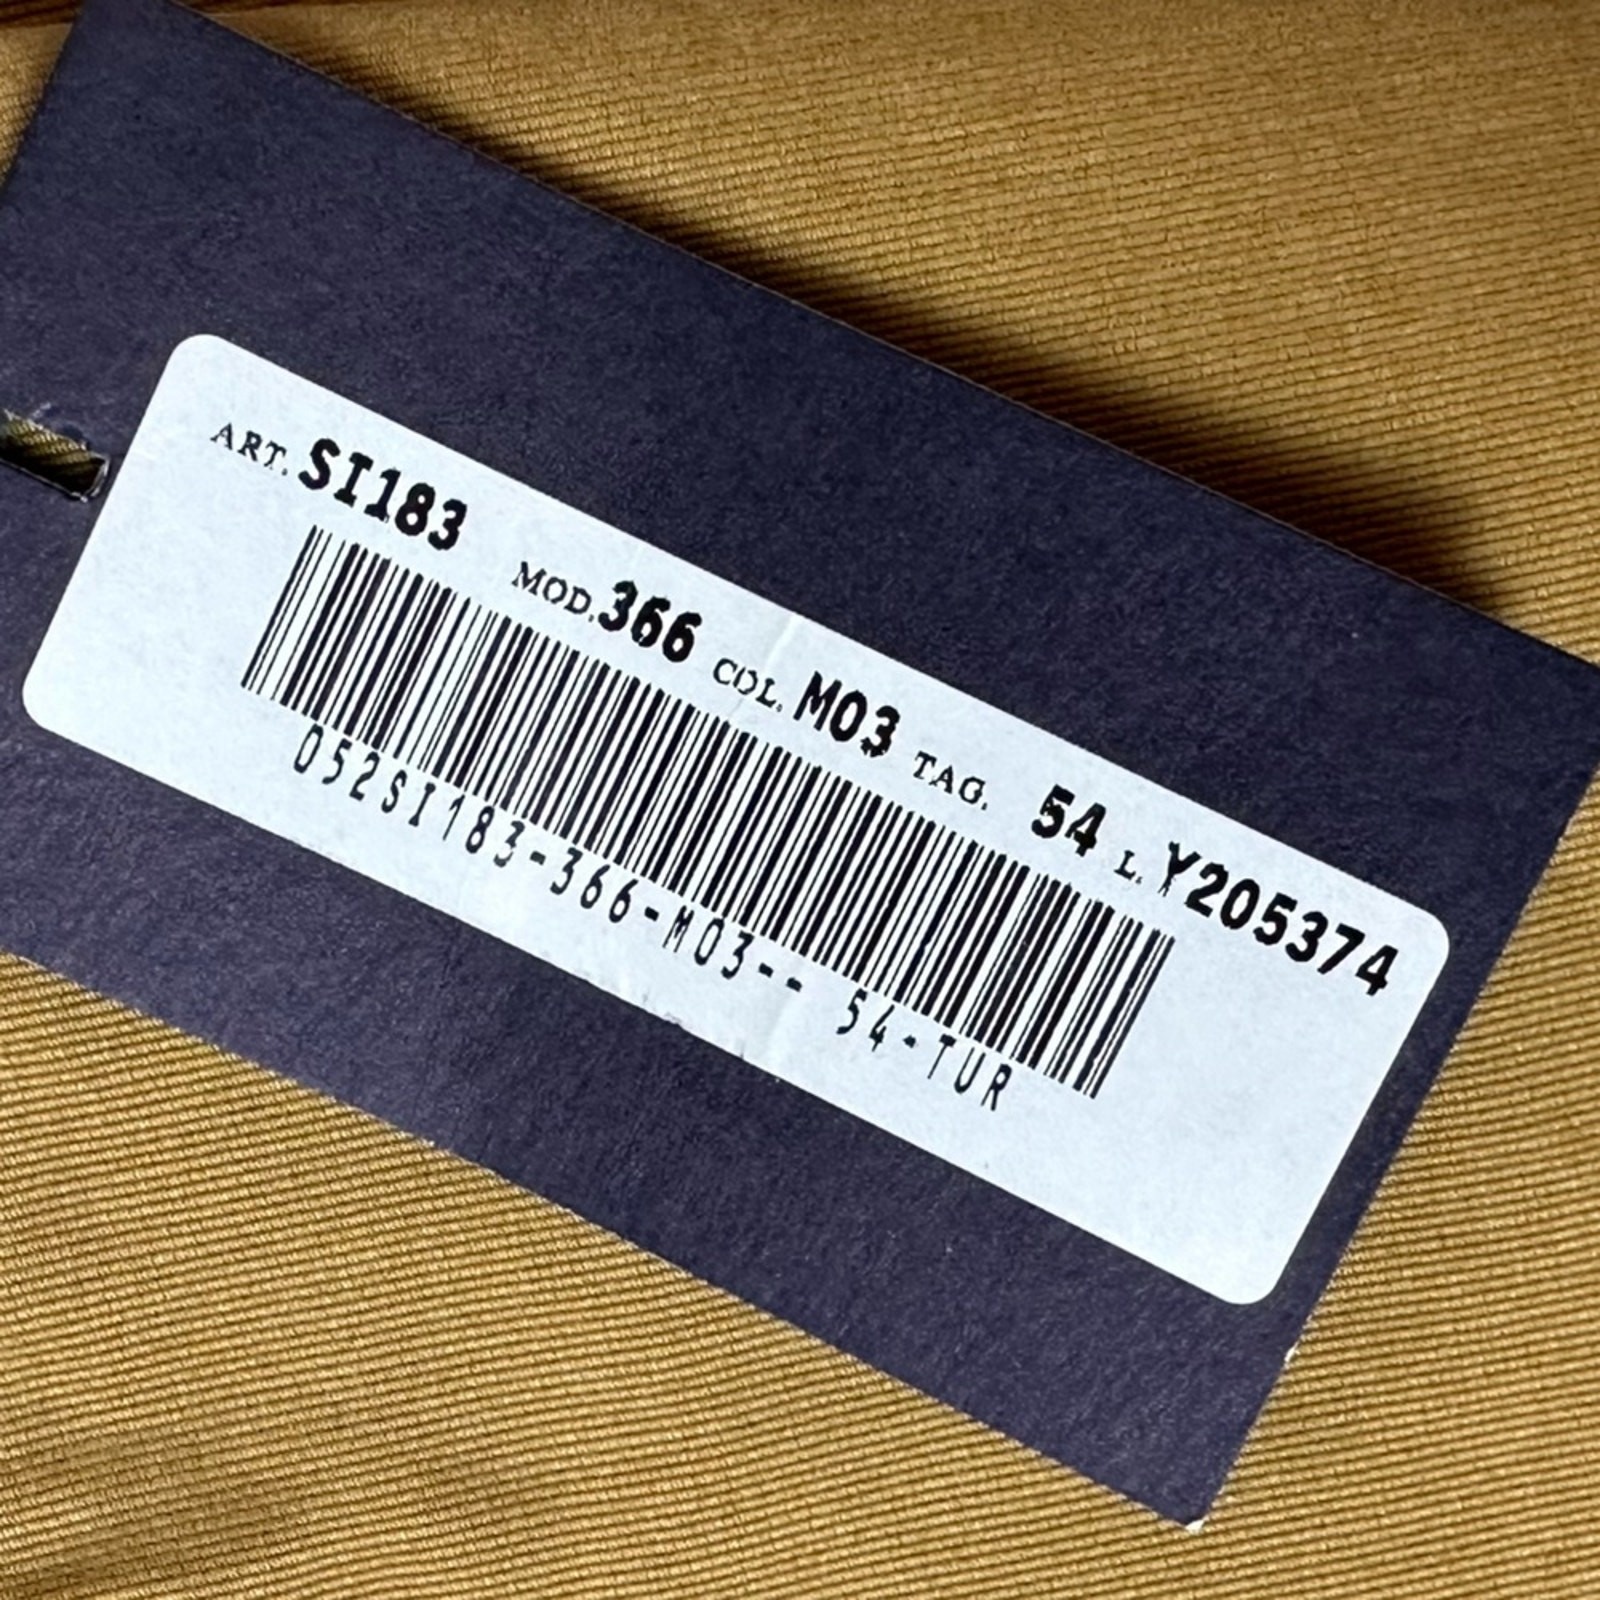 ART. SI183 MOD. 366 COL. M03 TAG. 54 L. Y205374
052SI183-366-M03-- 54-TUR